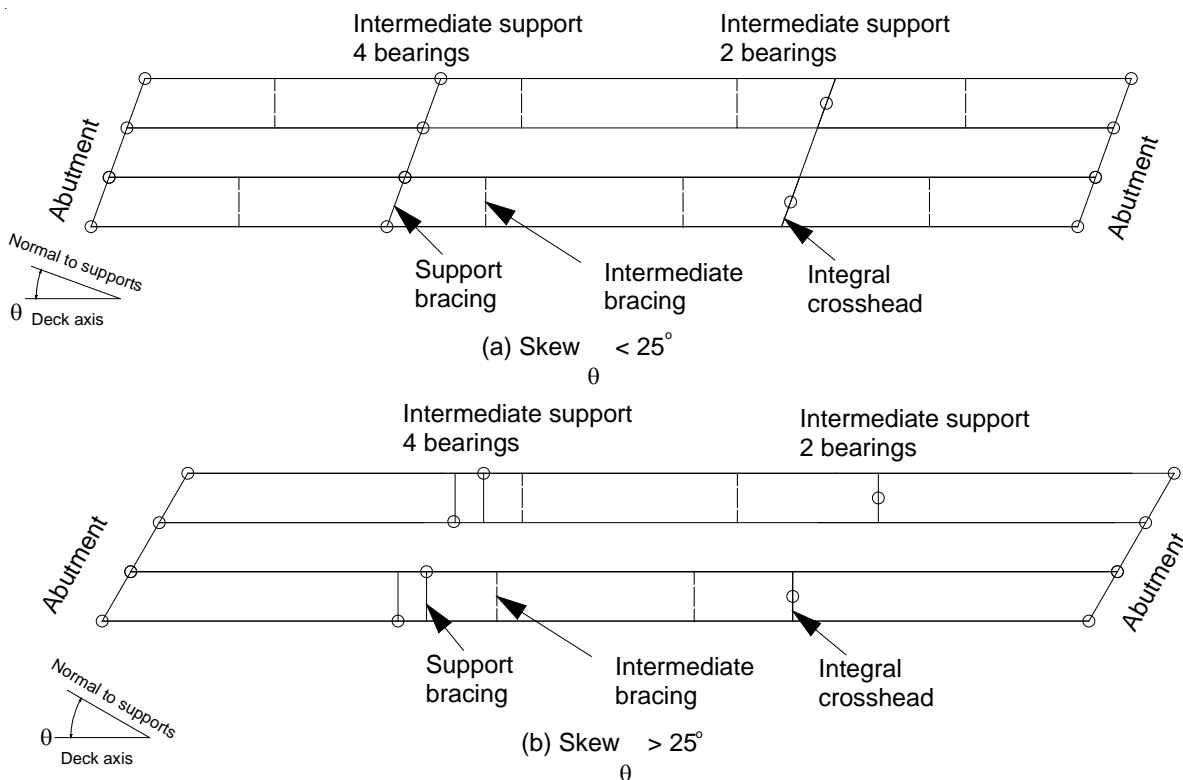 Intermediate support
4 bearings
Intermediate support
2 bearings
Abutment
Abutment
Normal to supports
θ
Deck axis
Support
bracing
Intermediate
bracing
Integral
crosshead
(a) Skew < 25°
θ
Intermediate support
4 bearings
Intermediate support
2 bearings
Abutment
Abutment
Normal to supports
θ
Deck axis
Support
bracing
Intermediate
bracing
Integral
crosshead
(b) Skew > 25°
θ